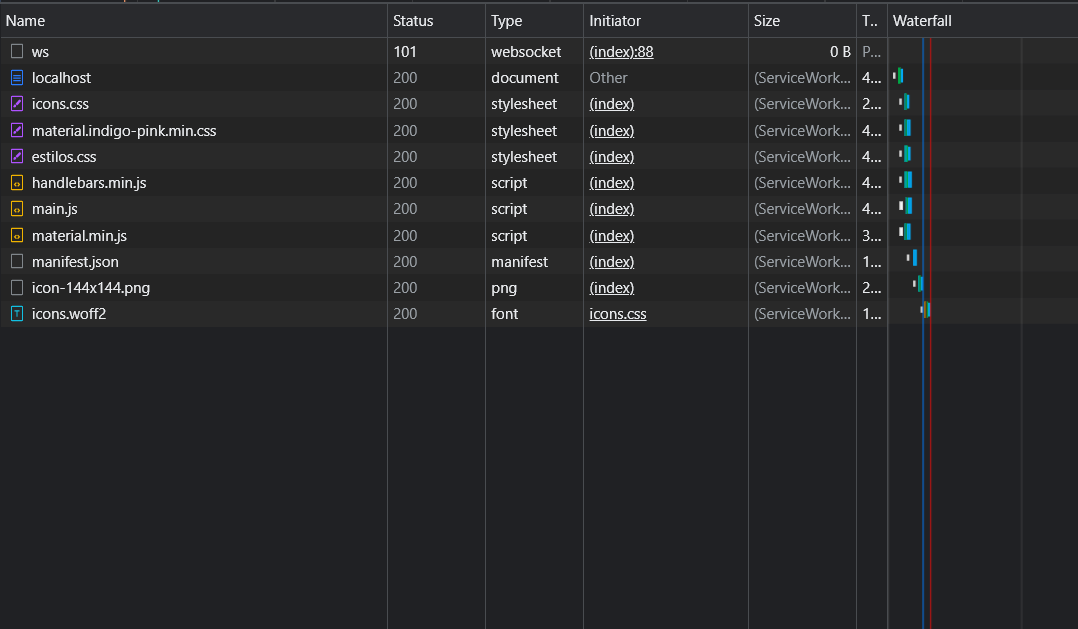 Name Status Type Initiator Size T.. Waterfall
ws 101 websocket (index):88 0 B P...
localhost 200 document Other (ServiceWork... 4...
icons.css 200 stylesheet (index) (ServiceWork... 2...
material.indigo-pink.min.css 200 stylesheet (index) (ServiceWork... 4...
estilos.css 200 stylesheet (index) (ServiceWork... 4...
handlebars.min.js 200 script (index) (ServiceWork... 4...
main.js 200 script (index) (ServiceWork... 4...
material.min.js 200 script (index) (ServiceWork... 3...
manifest.json 200 manifest (index) (ServiceWork... 1...
icon-144x144.png 200 png (index) (ServiceWork... 2...
icons.woff2 200 font icons.css (ServiceWork... 1...